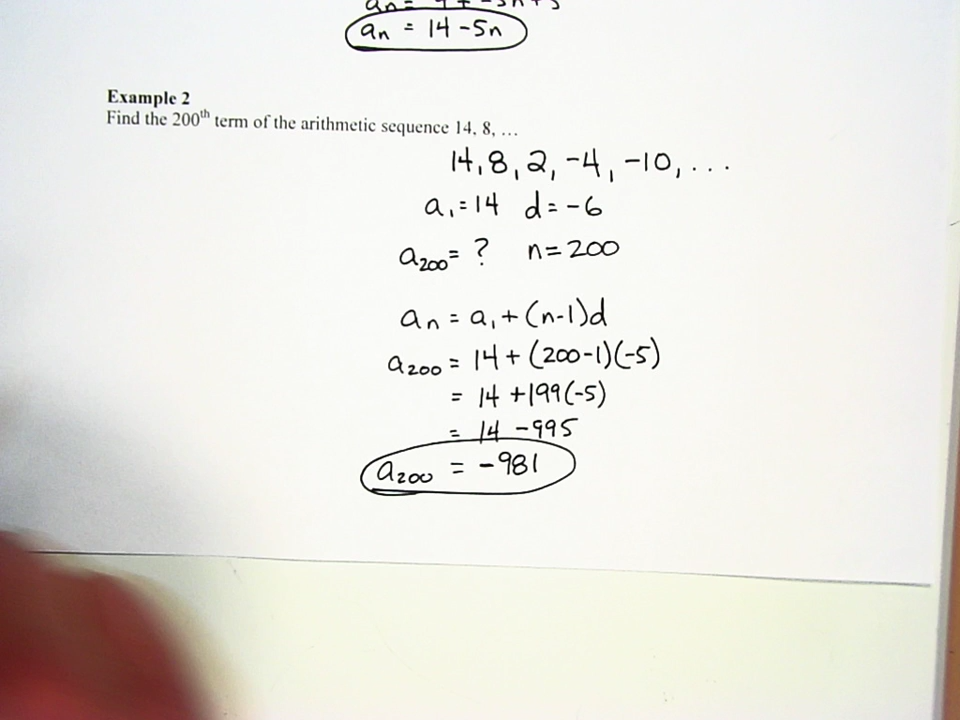 an = 14 - 5n
Example 2
Find the 200th term of the arithmetic sequence 14, 8, ...
14, 8, 2, -4, -10, ...
a1 = 14 d = -6
a200 = ? n = 200
an = a1 + (n-1)d
a200 = 14 + (200-1)(-5)
= 14 + 199(-5)
= 14 - 995
a200 = -981